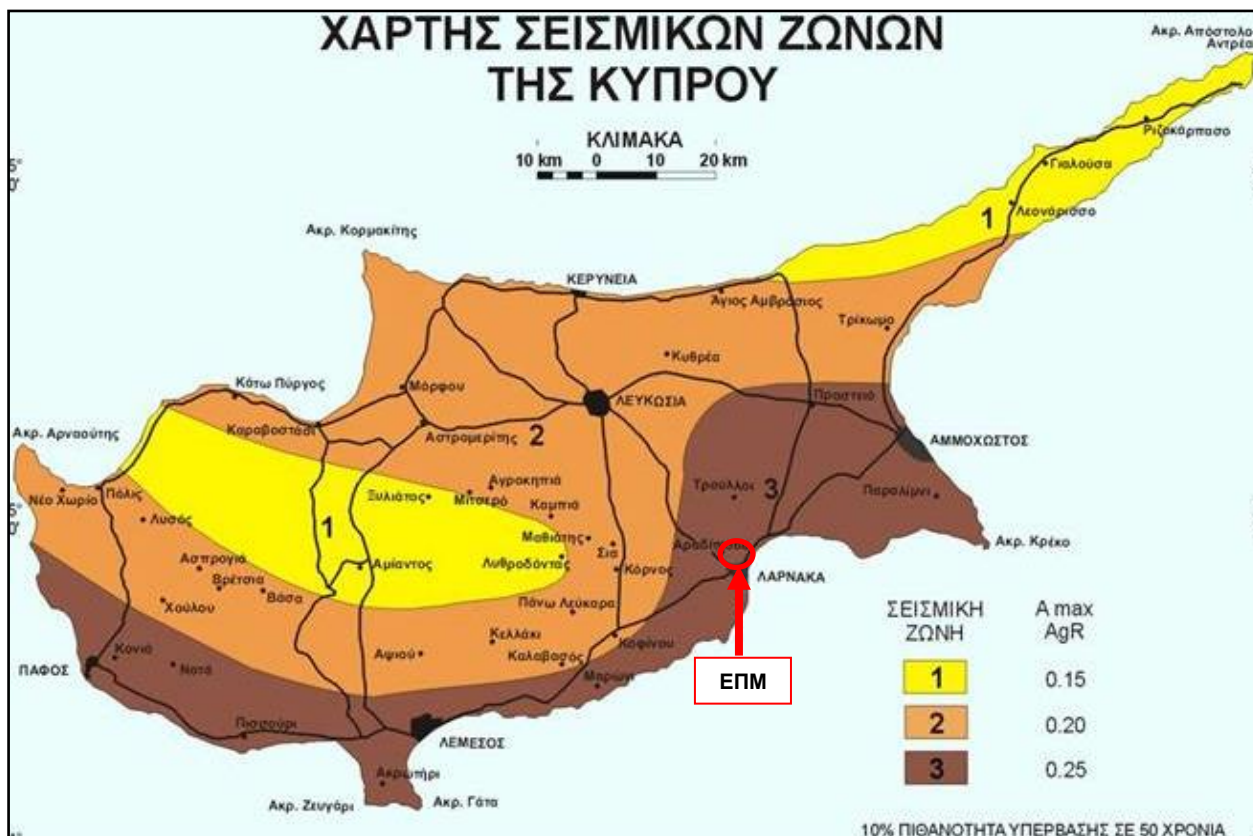 ΧΑΡΤΗΣ ΣΕΙΣΜΙΚΩΝ ΖΩΝΩΝ
ΤΗΣ ΚΥΠΡΟΥ
Ακρ. Απόστολο
Αντρέα
ΚΛΙΜΑΚΑ
10 km 0 10 20 km
Ριζοκάρπασο
Γιαλούσα
Λεονάρισσο
1
Ακρ. Κορμακίτης
ΚΕΡΥΝΕΙΑ
Άγιος Αμβρόσιος
Τρίκωμο
Κυθρέα
Κάτω Πύργος
Μόρφου
ΛΕΥΚΩΣΙΑ
Πραστειό
Καραβοστάσι
Αστρομερίτης
2
ΑΜΜΟΧΩΣΤΟΣ
Ακρ. Αρναούτης
Νέο Χωρίο
Πόλις
Λυσός
Ξυλιάτος
Μιτσερό
Αγροκηπιά
Καμπιά
Τρούλλοι
3
Παραλίμνι
1
Μαθιάτης
Σια
Ακρ. Κρέκο
Ασπρογιά
Βρέτσια
Βάσα
Χούλου
Αμίαντος
Λυθροδόντας
Κόρνος
ΛΑΡΝΑΚΑ
Πάνω Λεύκαρα
Κελλάκι
Κοφίνου
Αψιού
Καλαβασός
Μαρώνι
ΕΠΜ
ΠΑΦΟΣ
Κονιά
Νατά
Πισσούρι
ΛΕΜΕΣΟΣ
Ακρωτήρι
Ακρ. Ζευγάρι
Ακρ. Γάτα
ΣΕΙΣΜΙΚΗ ΖΩΝΗ
A max AgR
1 0.15
2 0.20
3 0.25
10% ΠΙΘΑΝΟΤΗΤΑ ΥΠΕΡΒΑΣΗΣ ΣΕ 50 ΧΡΟΝΙΑ